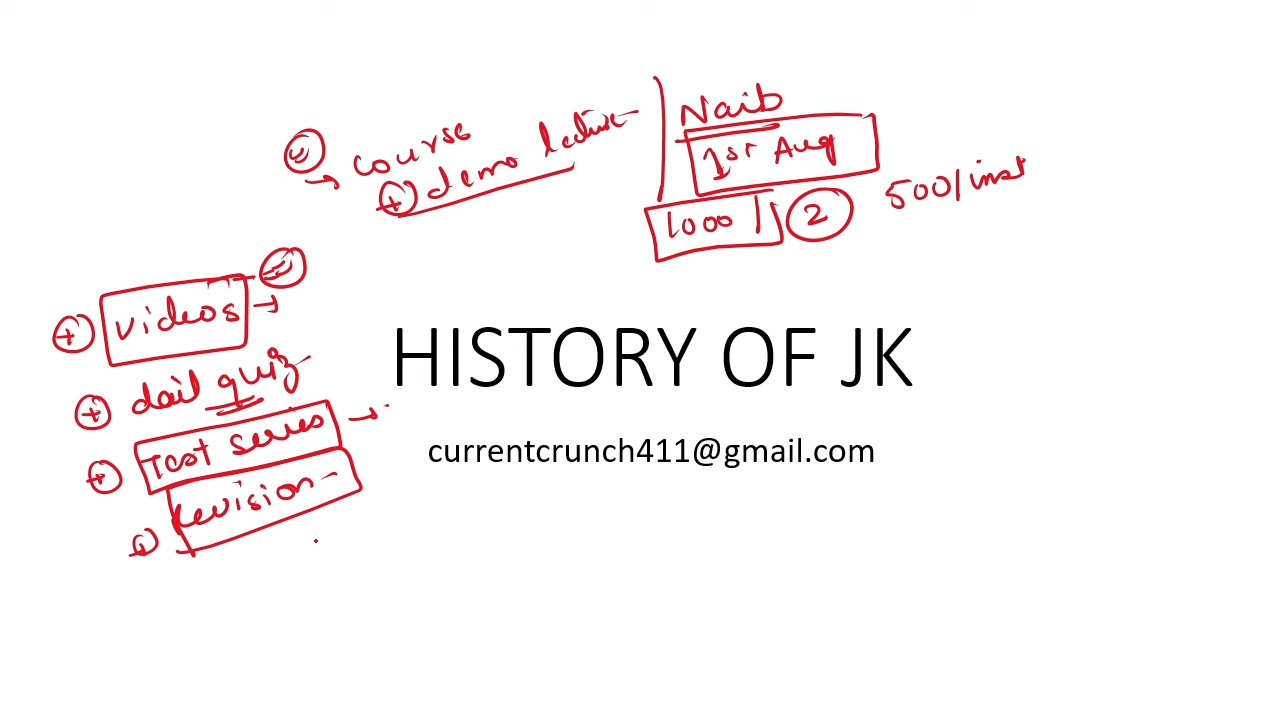 Naib
course
1st Aug
+ demo lecture
500/inst
1000/ 2
+ videos
HISTORY OF JK
+ dail quiz
+ Test series
currentcrunch411@gmail.com
+ Revision